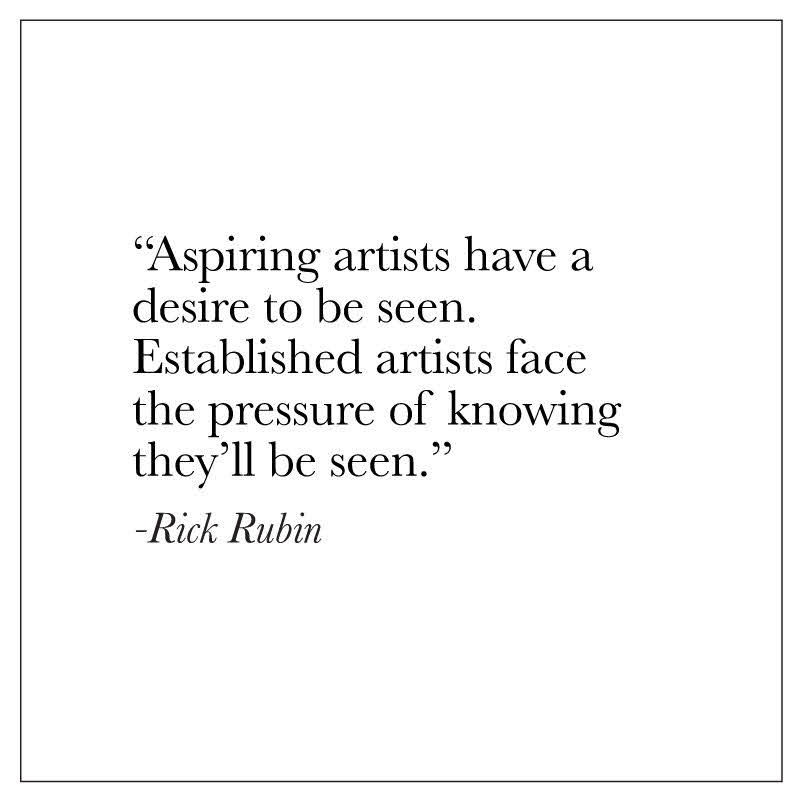 “Aspiring artists have a
desire to be seen.
Established artists face
the pressure of knowing
they’ll be seen.”
-Rick Rubin